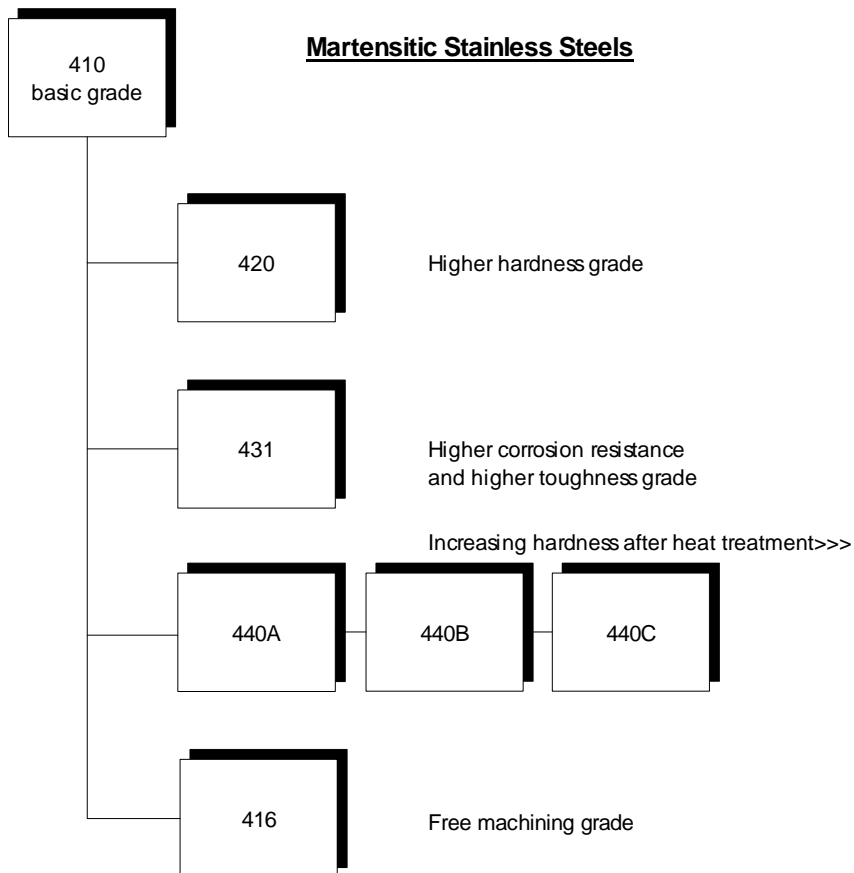 Martensitic Stainless Steels
410
basic grade
420
Higher hardness grade
431
Higher corrosion resistance
and higher toughness grade
Increasing hardness after heat treatment>>>
440A
440B
440C
416
Free machining grade